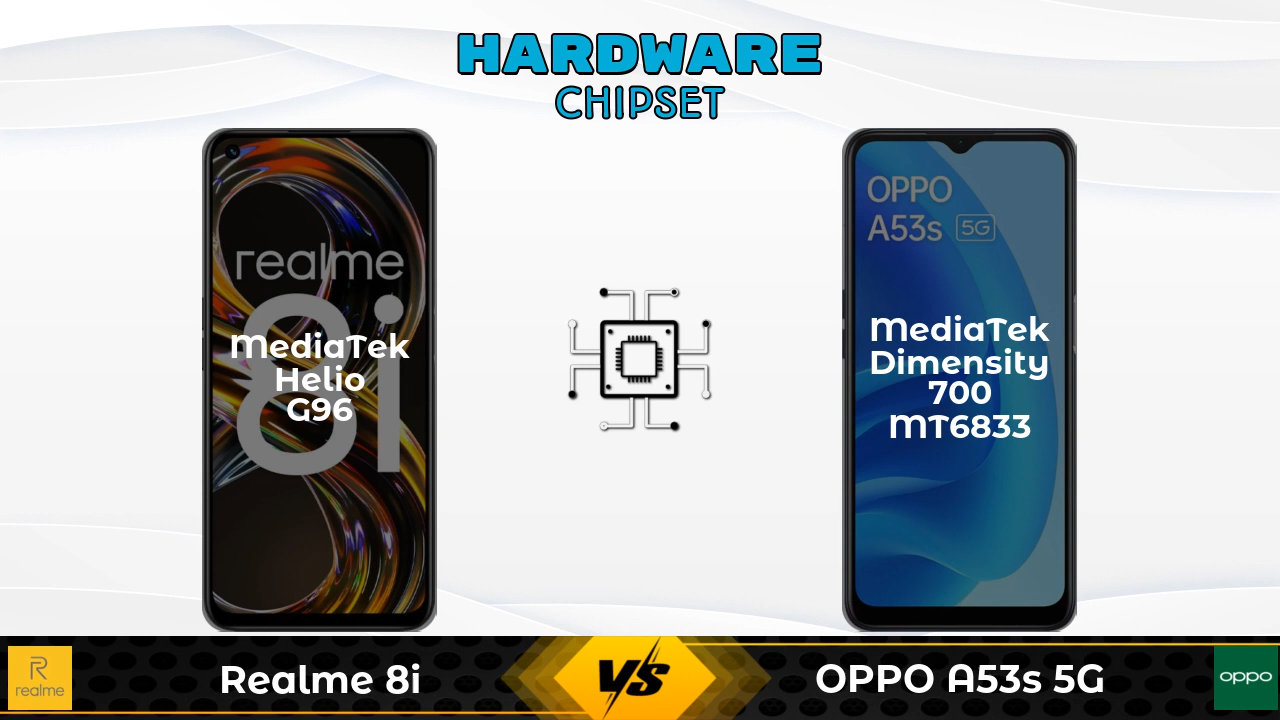 HARDWARE
CHIPSET
realme
8i
MediaTek
Helio
G96
OPPO
A53s 5G
MediaTek
Dimensity
700
MT6833
R
realme
Realme 8i
VS
OPPO A53s 5G
oppo